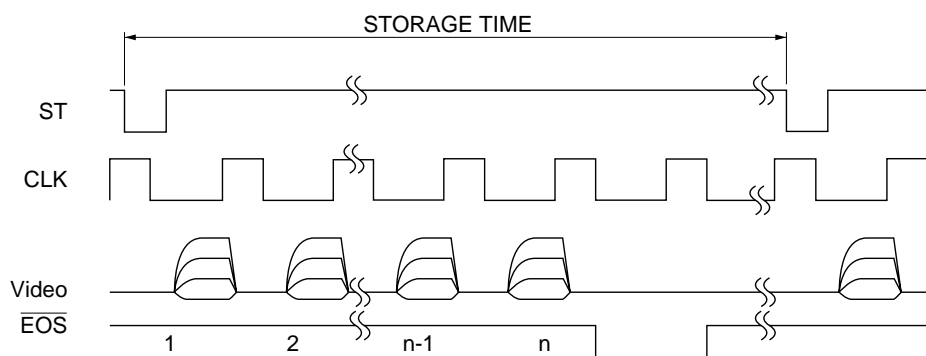 STORAGE TIME
ST
CLK
Video
EOS
1 2 n-1 n